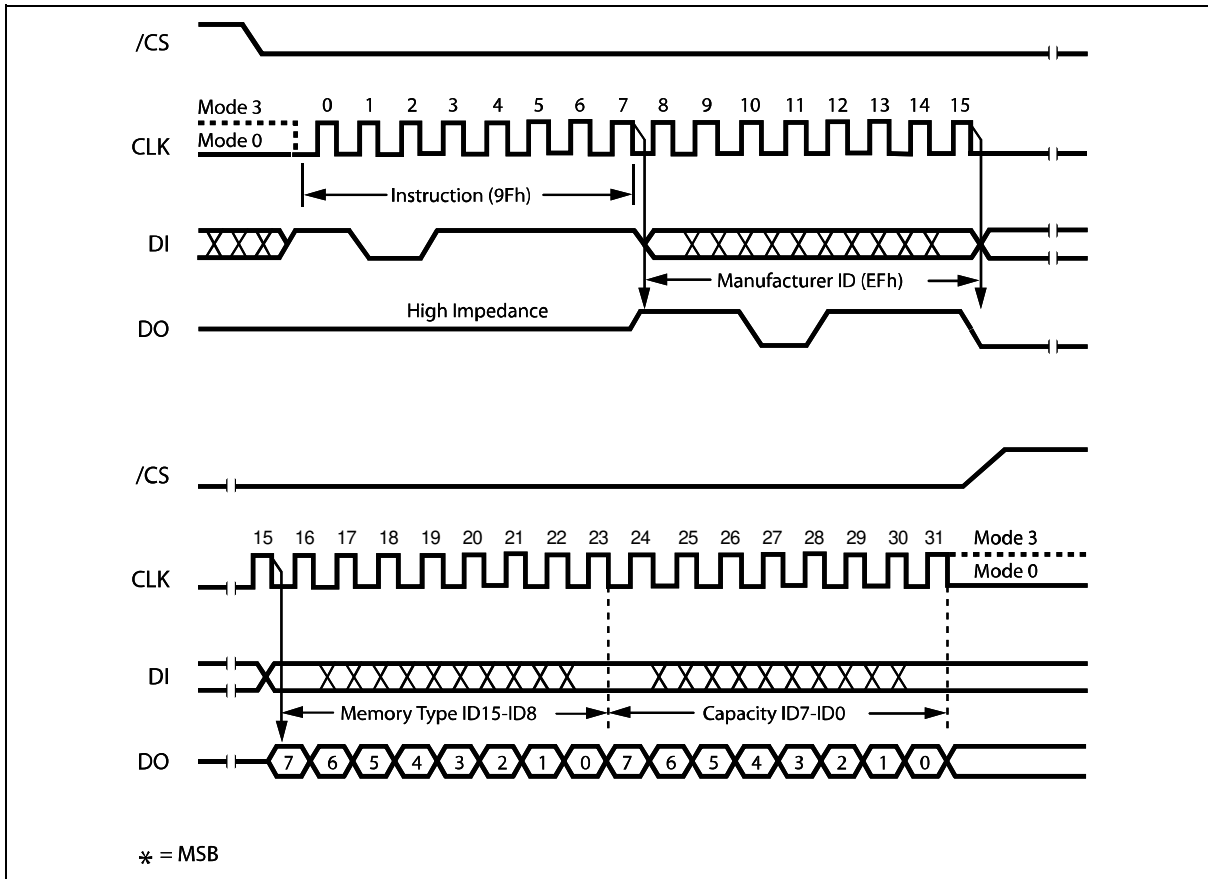 /CS
Mode 3
0 1 2 3 4 5 6 7 8 9 10 11 12 13 14 15
Mode 0
CLK
Instruction (9Fh)
DI
Manufacturer ID (EFh)
High Impedance
DO
/CS
15 16 17 18 19 20 21 22 23 24 25 26 27 28 29 30 31
Mode 3
CLK
Mode 0
DI
Memory Type ID15-ID8
Capacity ID7-ID0
DO
7 6 5 4 3 2 1 0 7 6 5 4 3 2 1 0
* = MSB